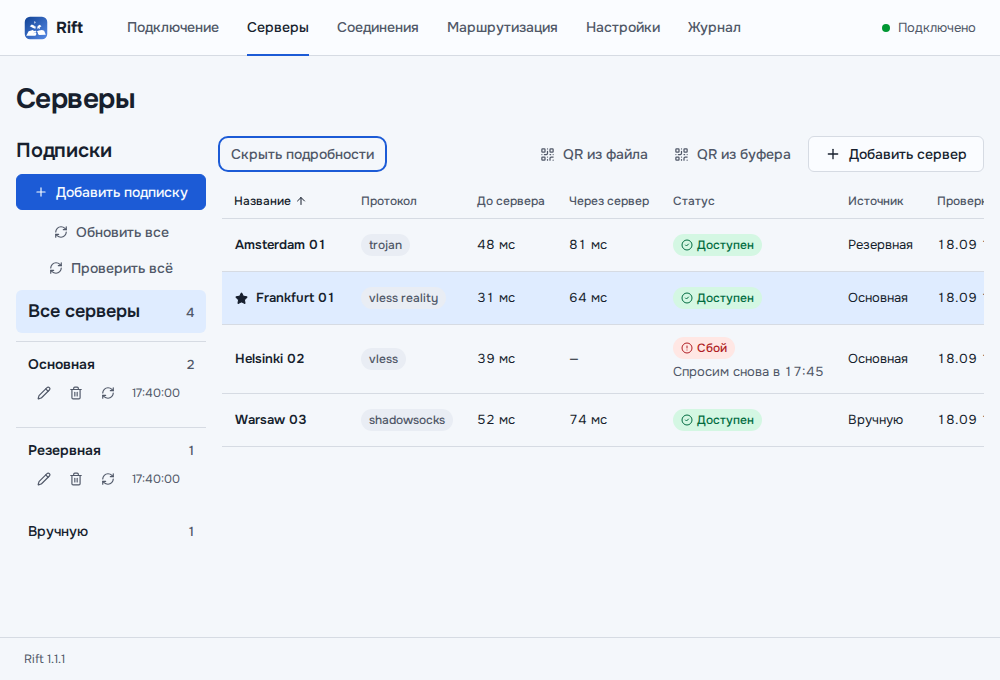 Rift
Подключение Серверы Соединения Маршрутизация Настройки Журнал
Подключено
Серверы
Подписки
Добавить подписку
Обновить все
Проверить всё
Все серверы 4
Основная 2
17:40:00
Резервная 1
17:40:00
Вручную 1
Скрыть подробности QR из файла QR из буфера Добавить сервер
Название Протокол До сервера Через сервер Статус Источник
Amsterdam 01 trojan 48 мс 81 мс Доступен Резервная 18.09
Frankfurt 01 vless reality 31 мс 64 мс Доступен Основная 18.09
Helsinki 02 vless 39 мс – Сбой Основная 18.09
Спросим снова в 17:45
Warsaw 03 shadowsocks 52 мс 74 мс Доступен Вручную 18.09
Rift 1.1.1